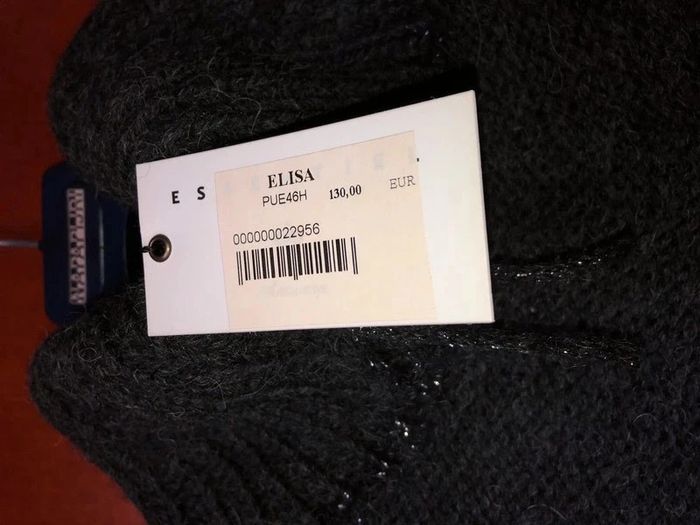 E S
ELISA
PUE46H 130,00 EUR
000000022956